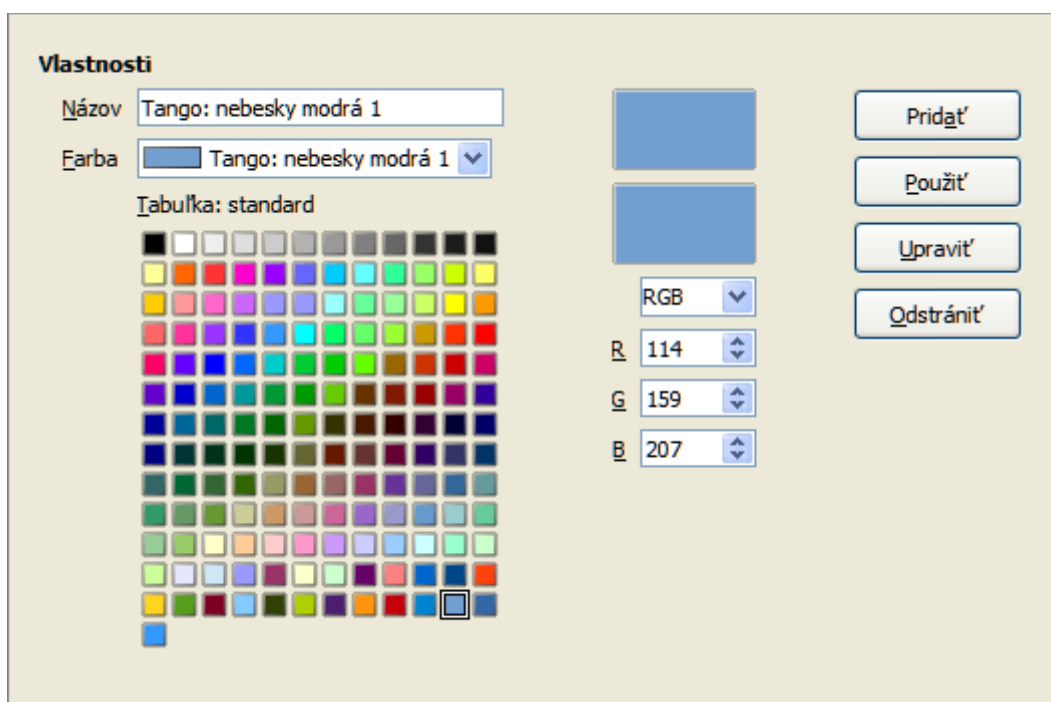 Vlastnosti
Názov Tango: nebesky modrá 1
Farba Tango: nebesky modrá 1
Tabuľka: standard
RGB
R 114
G 159
B 207
Pridať
Použiť
Upraviť
Odstrániť